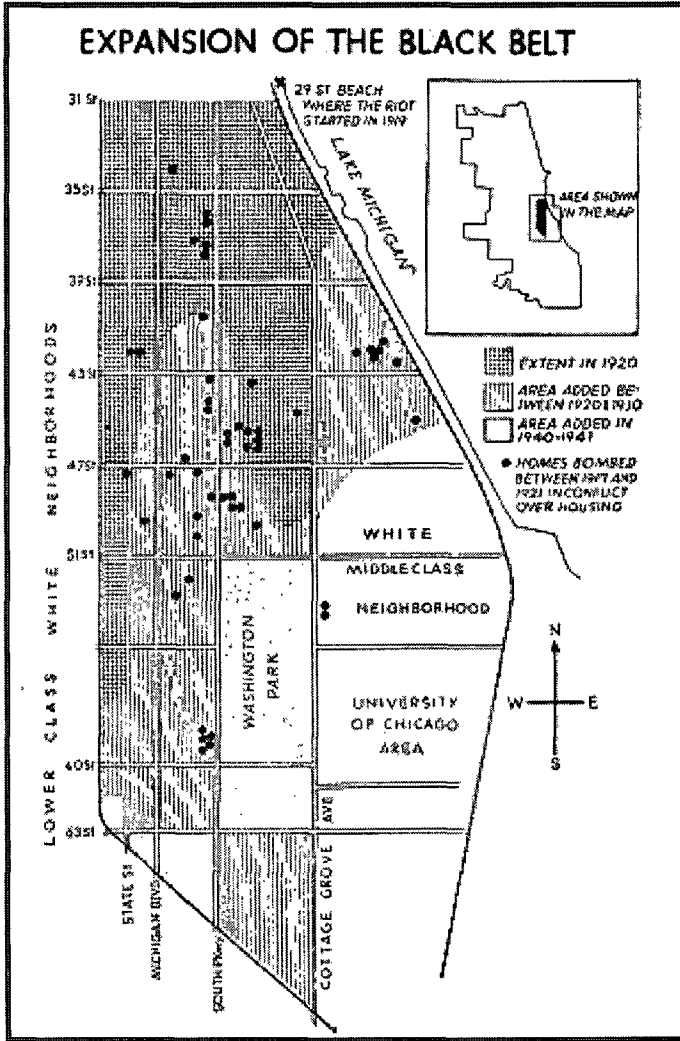 EXPANSION OF THE BLACK BELT
29 ST BEACH
WHERE THE RIOT
STARTED IN 1919
LAKE MICHIGAN
AREA SHOWN
IN THE MAP
31 ST
35 ST
39 ST
43 ST
47 ST
51 ST
60 ST
63 ST
LOWER CLASS WHITE NEIGHBORHOODS
EXTENT IN 1920
AREA ADDED BE-
TWEEN 1920 &
AREA ADDED IN
1940-1941
HOMES BOMBED
BETWEEN 1917 AND
1921 IN CONFLICT
OVER HOUSING
WHITE
MIDDLE CLASS
NEIGHBORHOOD
WASHINGTON
PARK
UNIVERSITY
OF CHICAGO
AREA
N
W
E
S
STATE ST
MICHIGAN BLVD
SOUTH PKWY
COTTAGE GROVE AVE